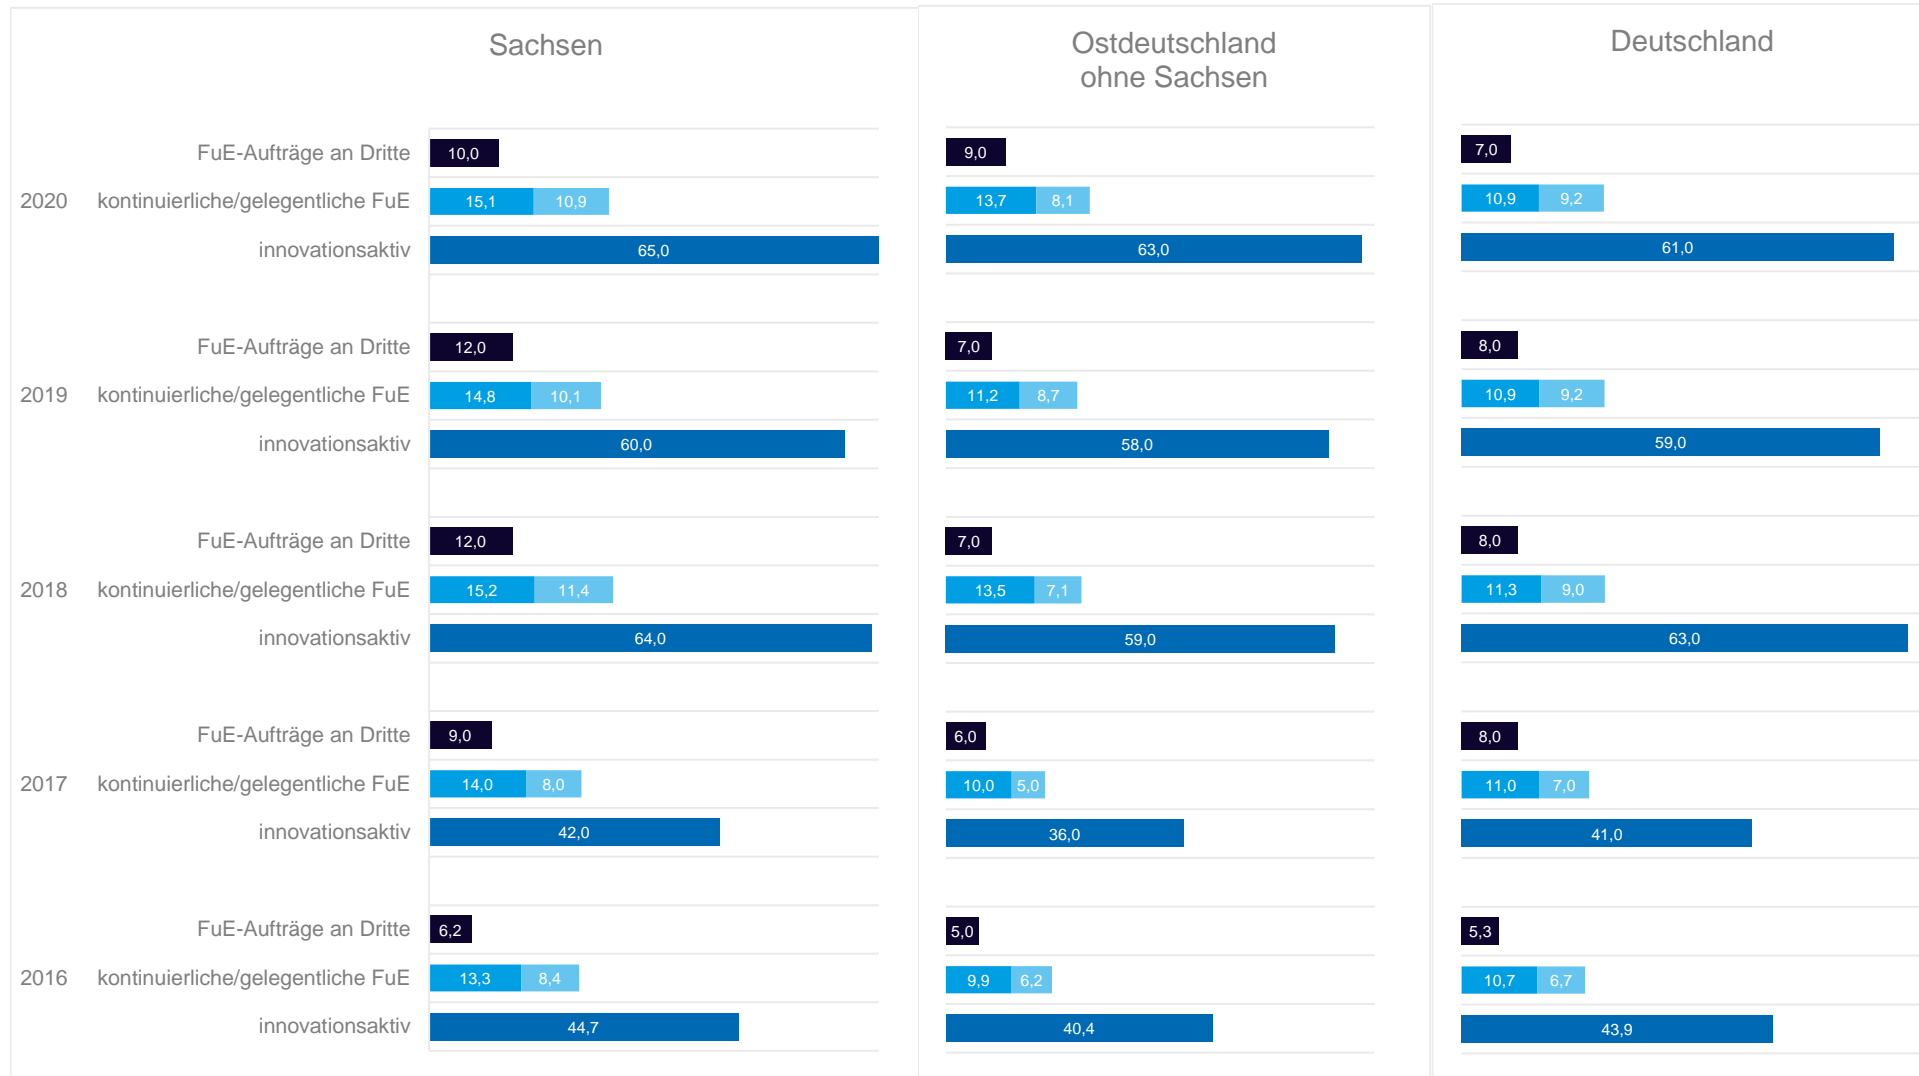 Sachsen
Ostdeutschland
ohne Sachsen
Deutschland
2020
FuE-Aufträge an Dritte 10,0 9,0 7,0
kontinuierliche/gelegentliche FuE 15,1 10,9 13,7 8,1 10,9 9,2
innovationsaktiv 65,0 63,0 61,0
2019
FuE-Aufträge an Dritte 12,0 7,0 8,0
kontinuierliche/gelegentliche FuE 14,8 10,1 11,2 8,7 10,9 9,2
innovationsaktiv 60,0 58,0 59,0
2018
FuE-Aufträge an Dritte 12,0 7,0 8,0
kontinuierliche/gelegentliche FuE 15,2 11,4 13,5 7,1 11,3 9,0
innovationsaktiv 64,0 59,0 63,0
2017
FuE-Aufträge an Dritte 9,0 6,0 8,0
kontinuierliche/gelegentliche FuE 14,0 8,0 10,0 5,0 11,0 7,0
innovationsaktiv 42,0 36,0 41,0
2016
FuE-Aufträge an Dritte 6,2 5,0 5,3
kontinuierliche/gelegentliche FuE 13,3 8,4 9,9 6,2 10,7 6,7
innovationsaktiv 44,7 40,4 43,9